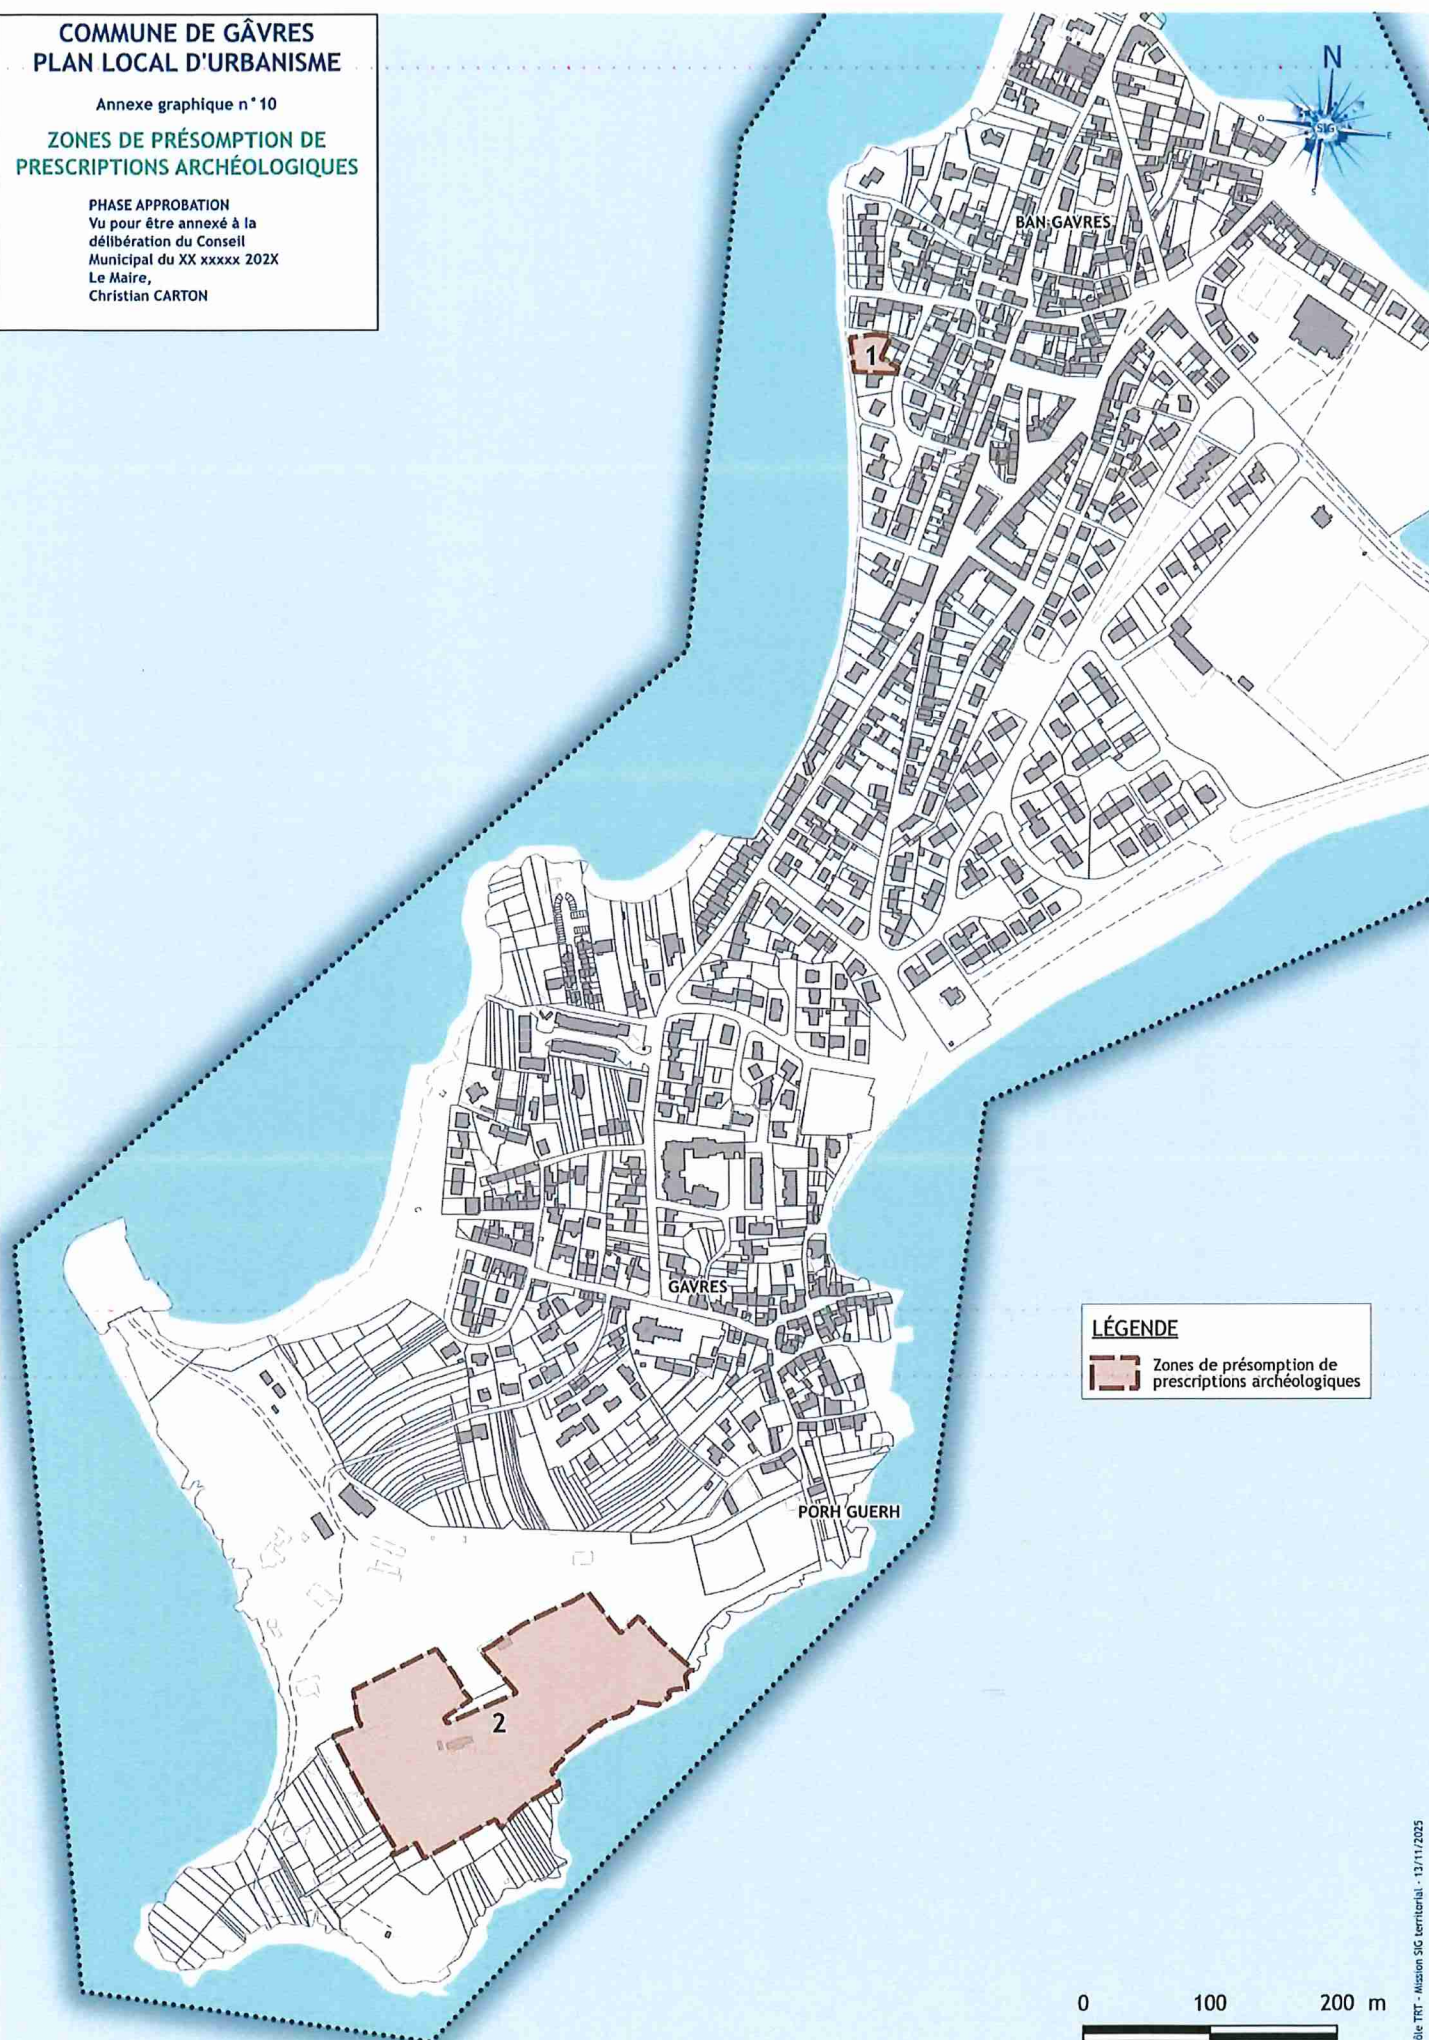 COMMUNE DE GÂVRES
PLAN LOCAL D'URBANISME
Annexe graphique n°10
ZONES DE PRÉSOMPTION DE
PRESCRIPTIONS ARCHÉOLOGIQUES
PHASE APPROBATION
Vu pour être annexé à la
délibération du Conseil
Municipal du XX xxxxx 202X
Le Maire,
Christian CARTON
N
O
SIG
E
S
BAN-GAVRES
1
GAVRES
LÉGENDE
Zones de présomption de
prescriptions archéologiques
PORH GUERH
2
0 100 200 m
TRT - Mission SIG territorial - 13/11/2025